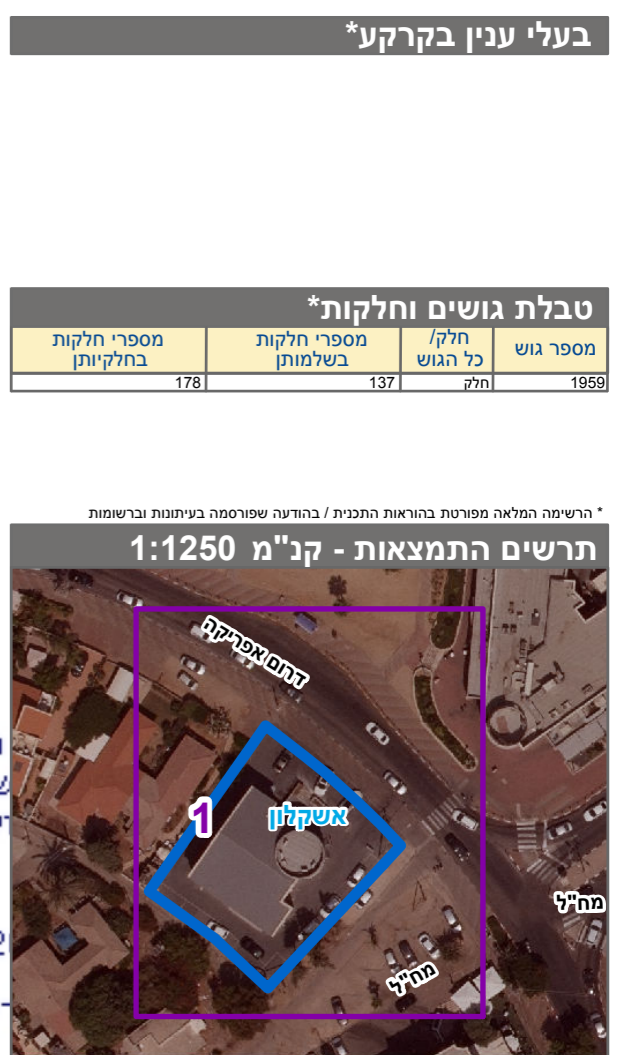 בעלי ענין בקרקע*
טבלת גושים וחלקות*
מספר גוש חלק/ כל הגוש מספרי חלקות בשלמותן מספרי חלקות בחלקיותן
1959 חלק 137 178
* הרשימה המלאה מפורטת בהוראות התכנית / בהודעה שפורסמה בעיתונות וברשומות
תרשים התמצאות - קנ"מ 1:1250
דרום אפריקה
1
אשקלון
מח"ל
מח"ל